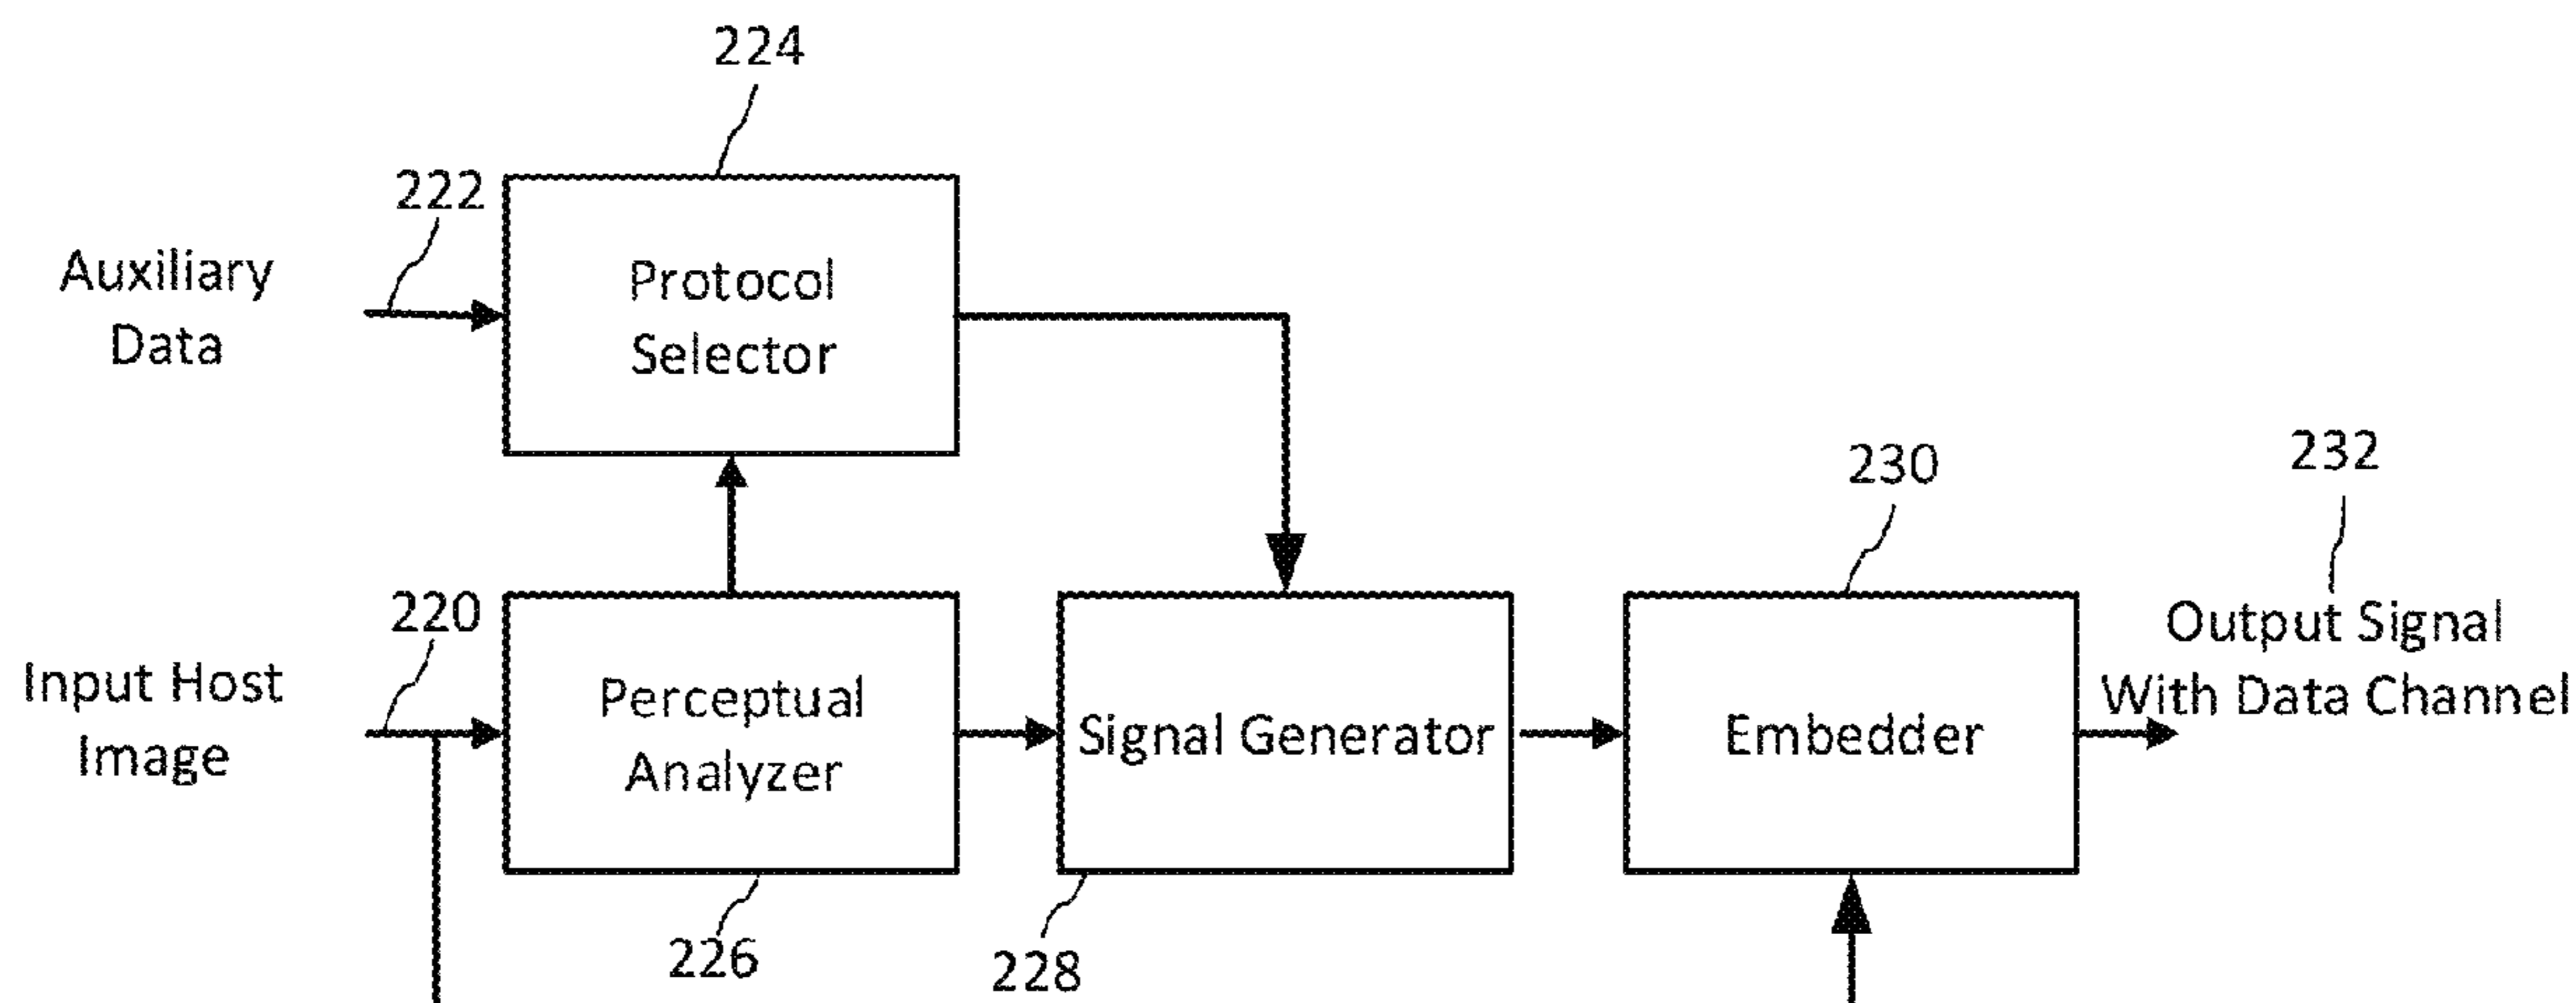 224
222
Auxiliary
Data
Protocol
Selector
230
232
220
Input Host
Image
Perceptual
Analyzer
Signal Generator
Embedder
Output Signal
With Data Channel
226
228